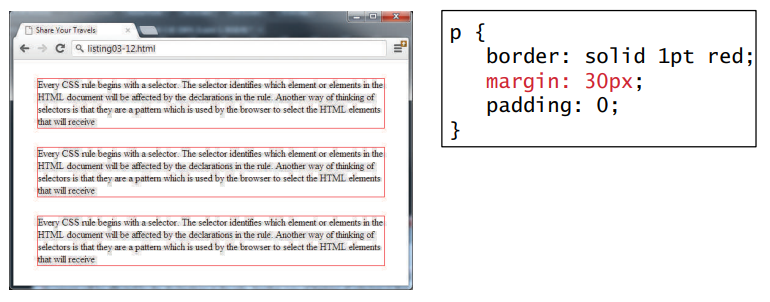 Share Your Travels
listing03-12.html
Every CSS rule begins with a selector. The selector identifies which element or elements in the
HTML document will be affected by the declarations in the rule. Another way of thinking of
selectors is that they are a pattern which is used by the browser to select the HTML elements
that will receive
Every CSS rule begins with a selector. The selector identifies which element or elements in the
HTML document will be affected by the declarations in the rule. Another way of thinking of
selectors is that they are a pattern which is used by the browser to select the HTML elements
that will receive
Every CSS rule begins with a selector. The selector identifies which element or elements in the
HTML document will be affected by the declarations in the rule. Another way of thinking of
selectors is that they are a pattern which is used by the browser to select the HTML elements
that will receive
p {
border: solid 1pt red;
margin: 30px;
padding: 0;
}